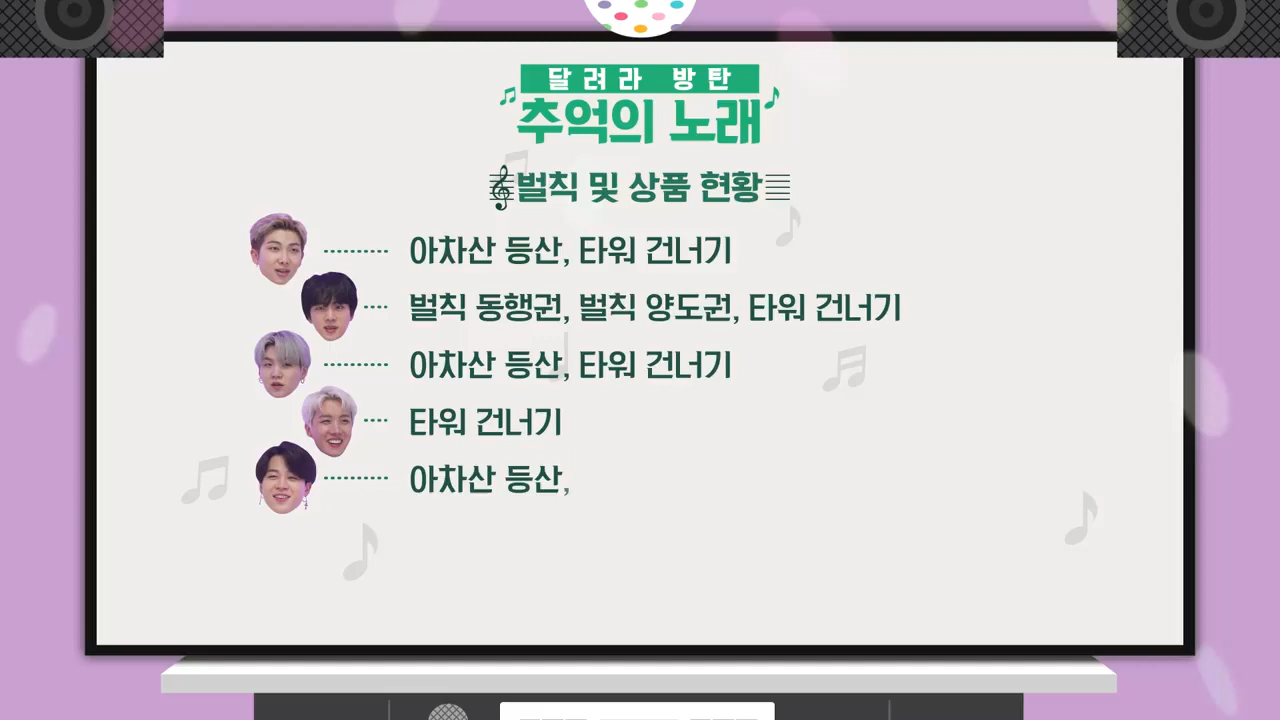 달려라 방탄
추억의 노래
벌칙 및 상품 현황
아차산 등산, 타워 건너기
벌칙 동행권, 벌칙 양도권, 타워 건너기
아차산 등산, 타워 건너기
타워 건너기
아차산 등산,